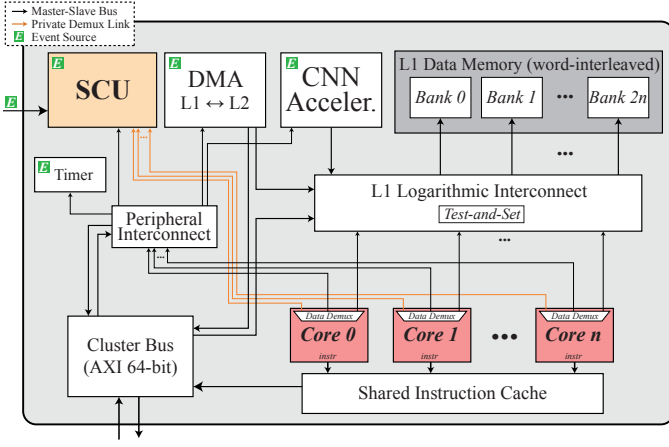 Master-Slave Bus
Private Demux Link
E Event Source
E
E
SCU
...
E
DMA
L1 ↔ L2
E
CNN
Acceler.
L1 Data Memory (word-interleaved)
Bank 0
Bank 1
...
Bank 2n
...
E
Timer
L1 Logarithmic Interconnect
Test-and-Set
...
Peripheral
Interconnect
...
Cluster Bus
(AXI 64-bit)
Data Demux
Core 0
instr
Data Demux
Core 1
instr
...
Data Demux
Core n
instr
Shared Instruction Cache